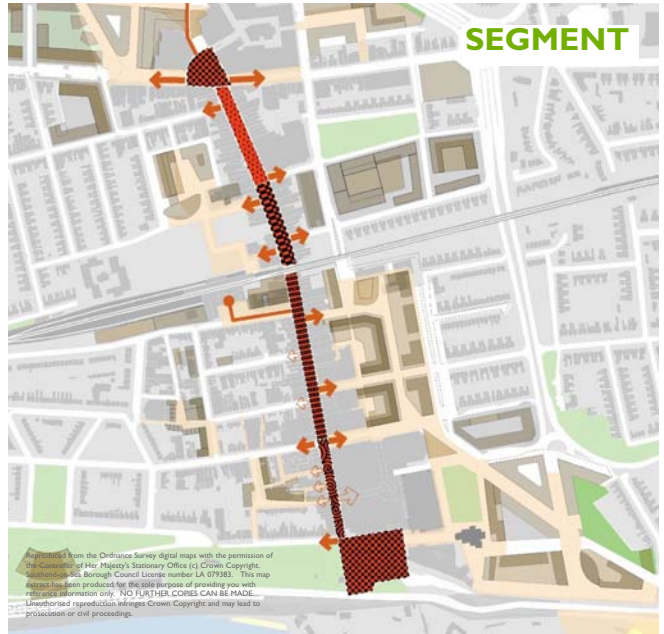 SEGMENT
Reproduced from the Ordnance Survey digital maps with the permission of
the Controller of Her Majesty's Stationary Office (c) Crown Copyright.
Southend-on-Sea Borough Council License number LA 079383. This map
extract has been produced for the sole purpose of providing you with
reference information only. NO FURTHER COPIES CAN BE MADE.
Unauthorised reproduction infringes Crown Copyright and may lead to
prosecution or civil proceedings.